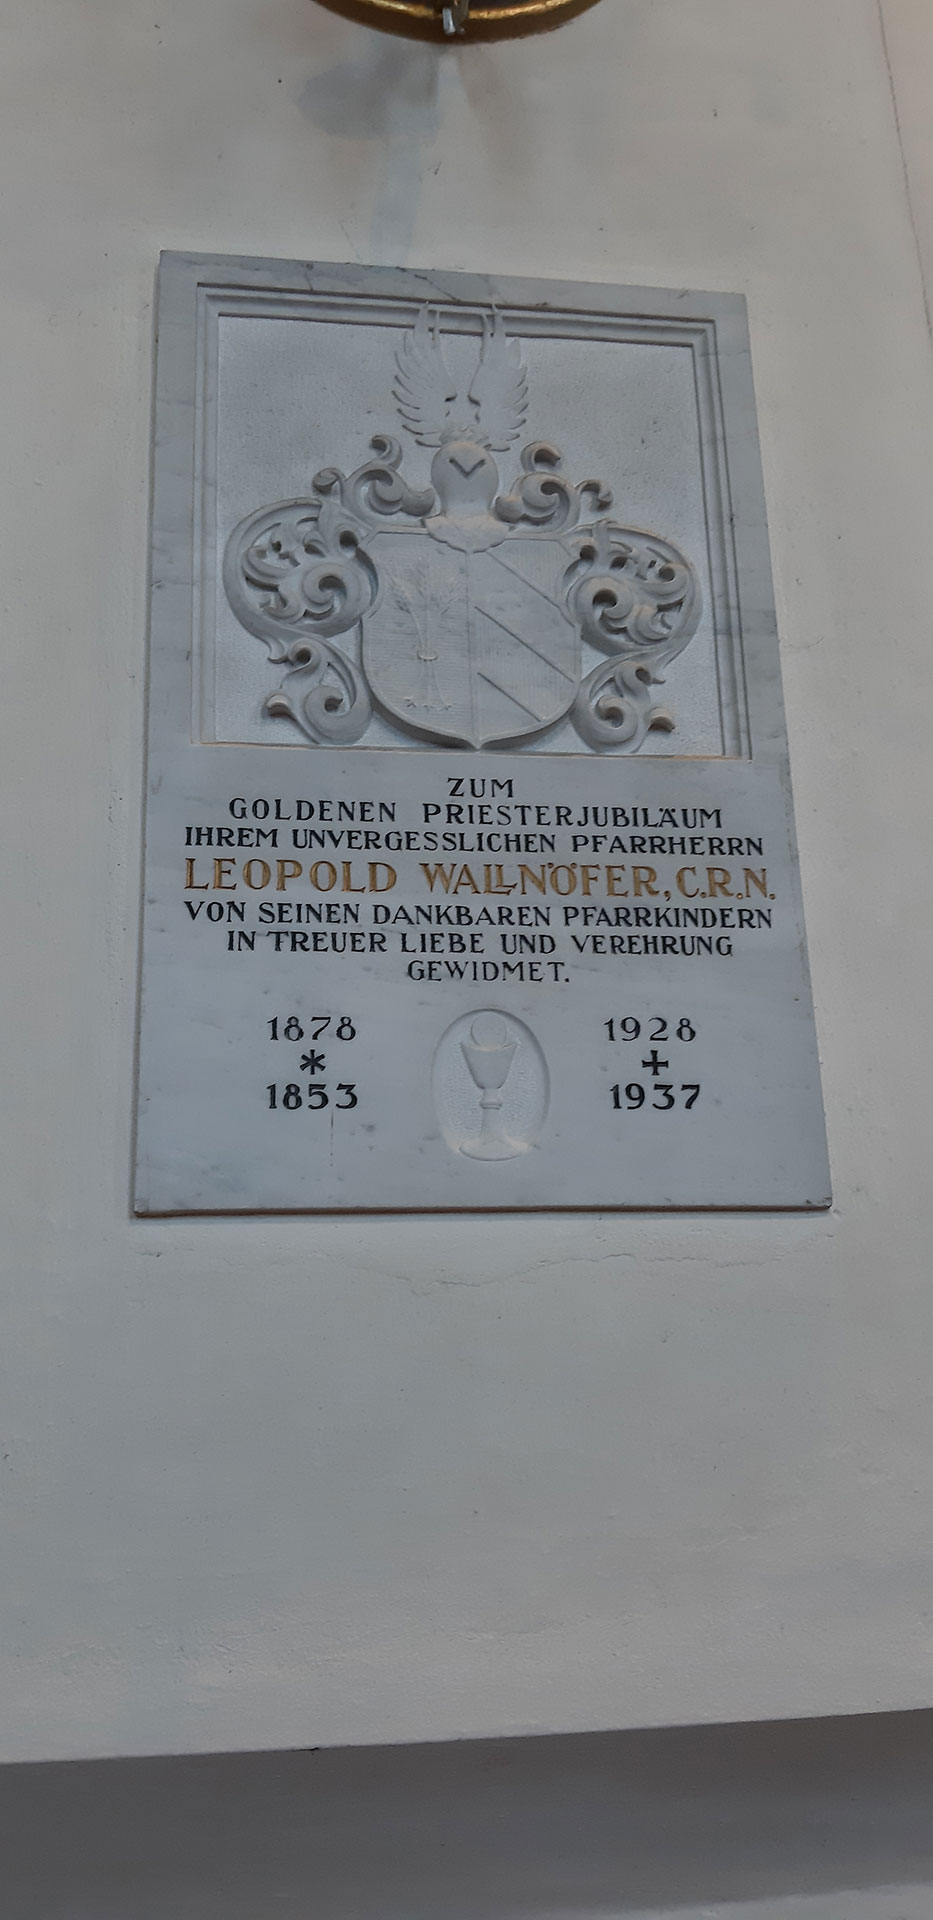 ZUM
GOLDENEN PRIESTERJUBILÄUM
IHREM UNVERGESSLICHEN PFARRHERRN
LEOPOLD WALLNÖFER, C.R.N.
VON SEINEN DANKBAREN PFARRKINDERN
IN TREUER LIEBE UND VEREHRUNG
GEWIDMET.
1878 1928
* +
1853 1937